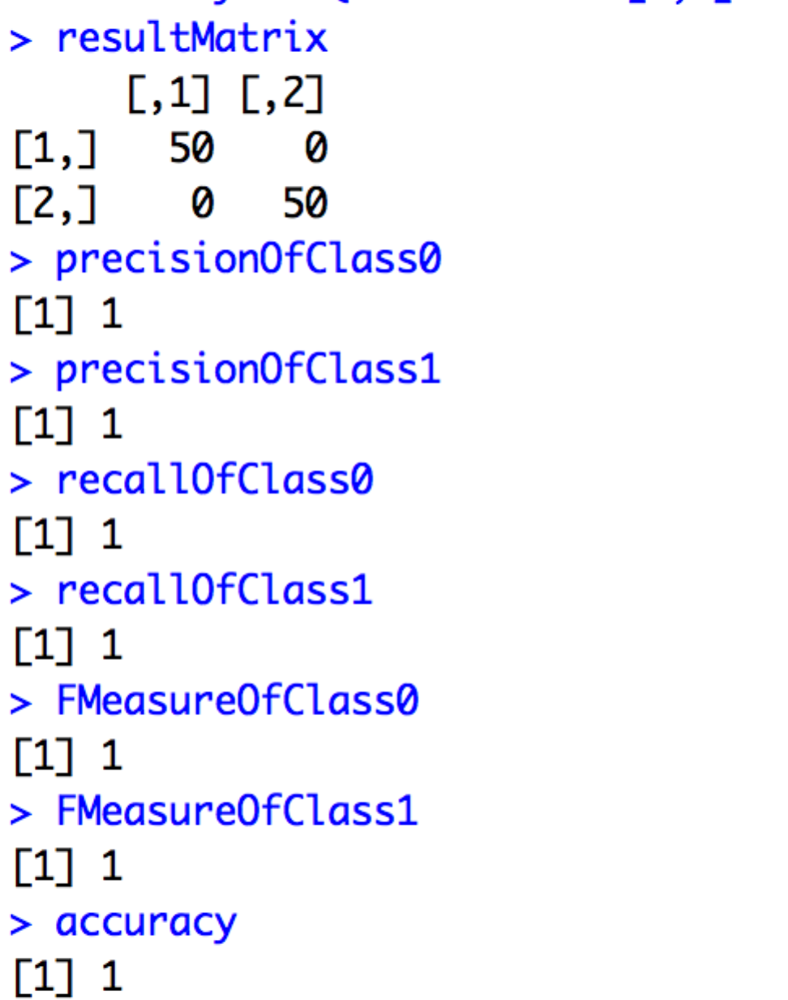 > resultMatrix
     [,1] [,2]
[1,]   50    0
[2,]    0   50
> precisionOfClass0
[1] 1
> precisionOfClass1
[1] 1
> recallOfClass0
[1] 1
> recallOfClass1
[1] 1
> FMeasureOfClass0
[1] 1
> FMeasureOfClass1
[1] 1
> accuracy
[1] 1